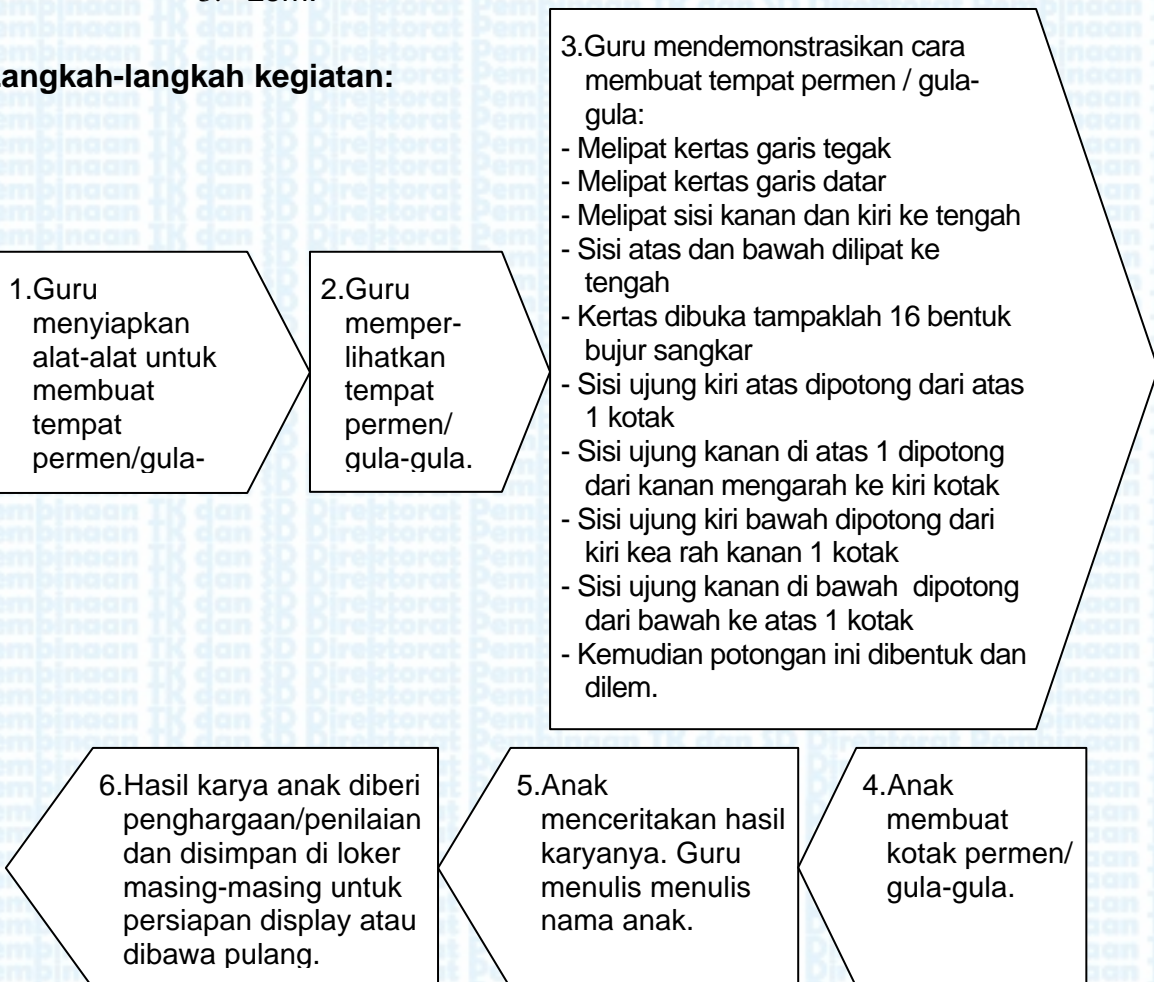 Langkah-langkah kegiatan:
1.Guru
menyiapkan
alat-alat untuk
membuat
tempat
permen/gula-
2.Guru
memper-
lihatkan
tempat
permen/
gula-gula.
3.Guru mendemonstrasikan cara
membuat tempat permen / gula-
gula:
- Melipat kertas garis tegak
- Melipat kertas garis datar
- Melipat sisi kanan dan kiri ke tengah
- Sisi atas dan bawah dilipat ke
tengah
- Kertas dibuka tampaklah 16 bentuk
bujur sangkar
- Sisi ujung kiri atas dipotong dari atas
1 kotak
- Sisi ujung kanan di atas 1 dipotong
dari kanan mengarah ke kiri kotak
- Sisi ujung kiri bawah dipotong dari
kiri kea rah kanan 1 kotak
- Sisi ujung kanan di bawah  dipotong
dari bawah ke atas 1 kotak
- Kemudian potongan ini dibentuk dan
dilem.
4.Anak
membuat
kotak permen/
gula-gula.
5.Anak
menceritakan hasil
karyanya. Guru
menulis menulis
nama anak.
6.Hasil karya anak diberi
penghargaan/penilaian
dan disimpan di loker
masing-masing untuk
persiapan display atau
dibawa pulang.